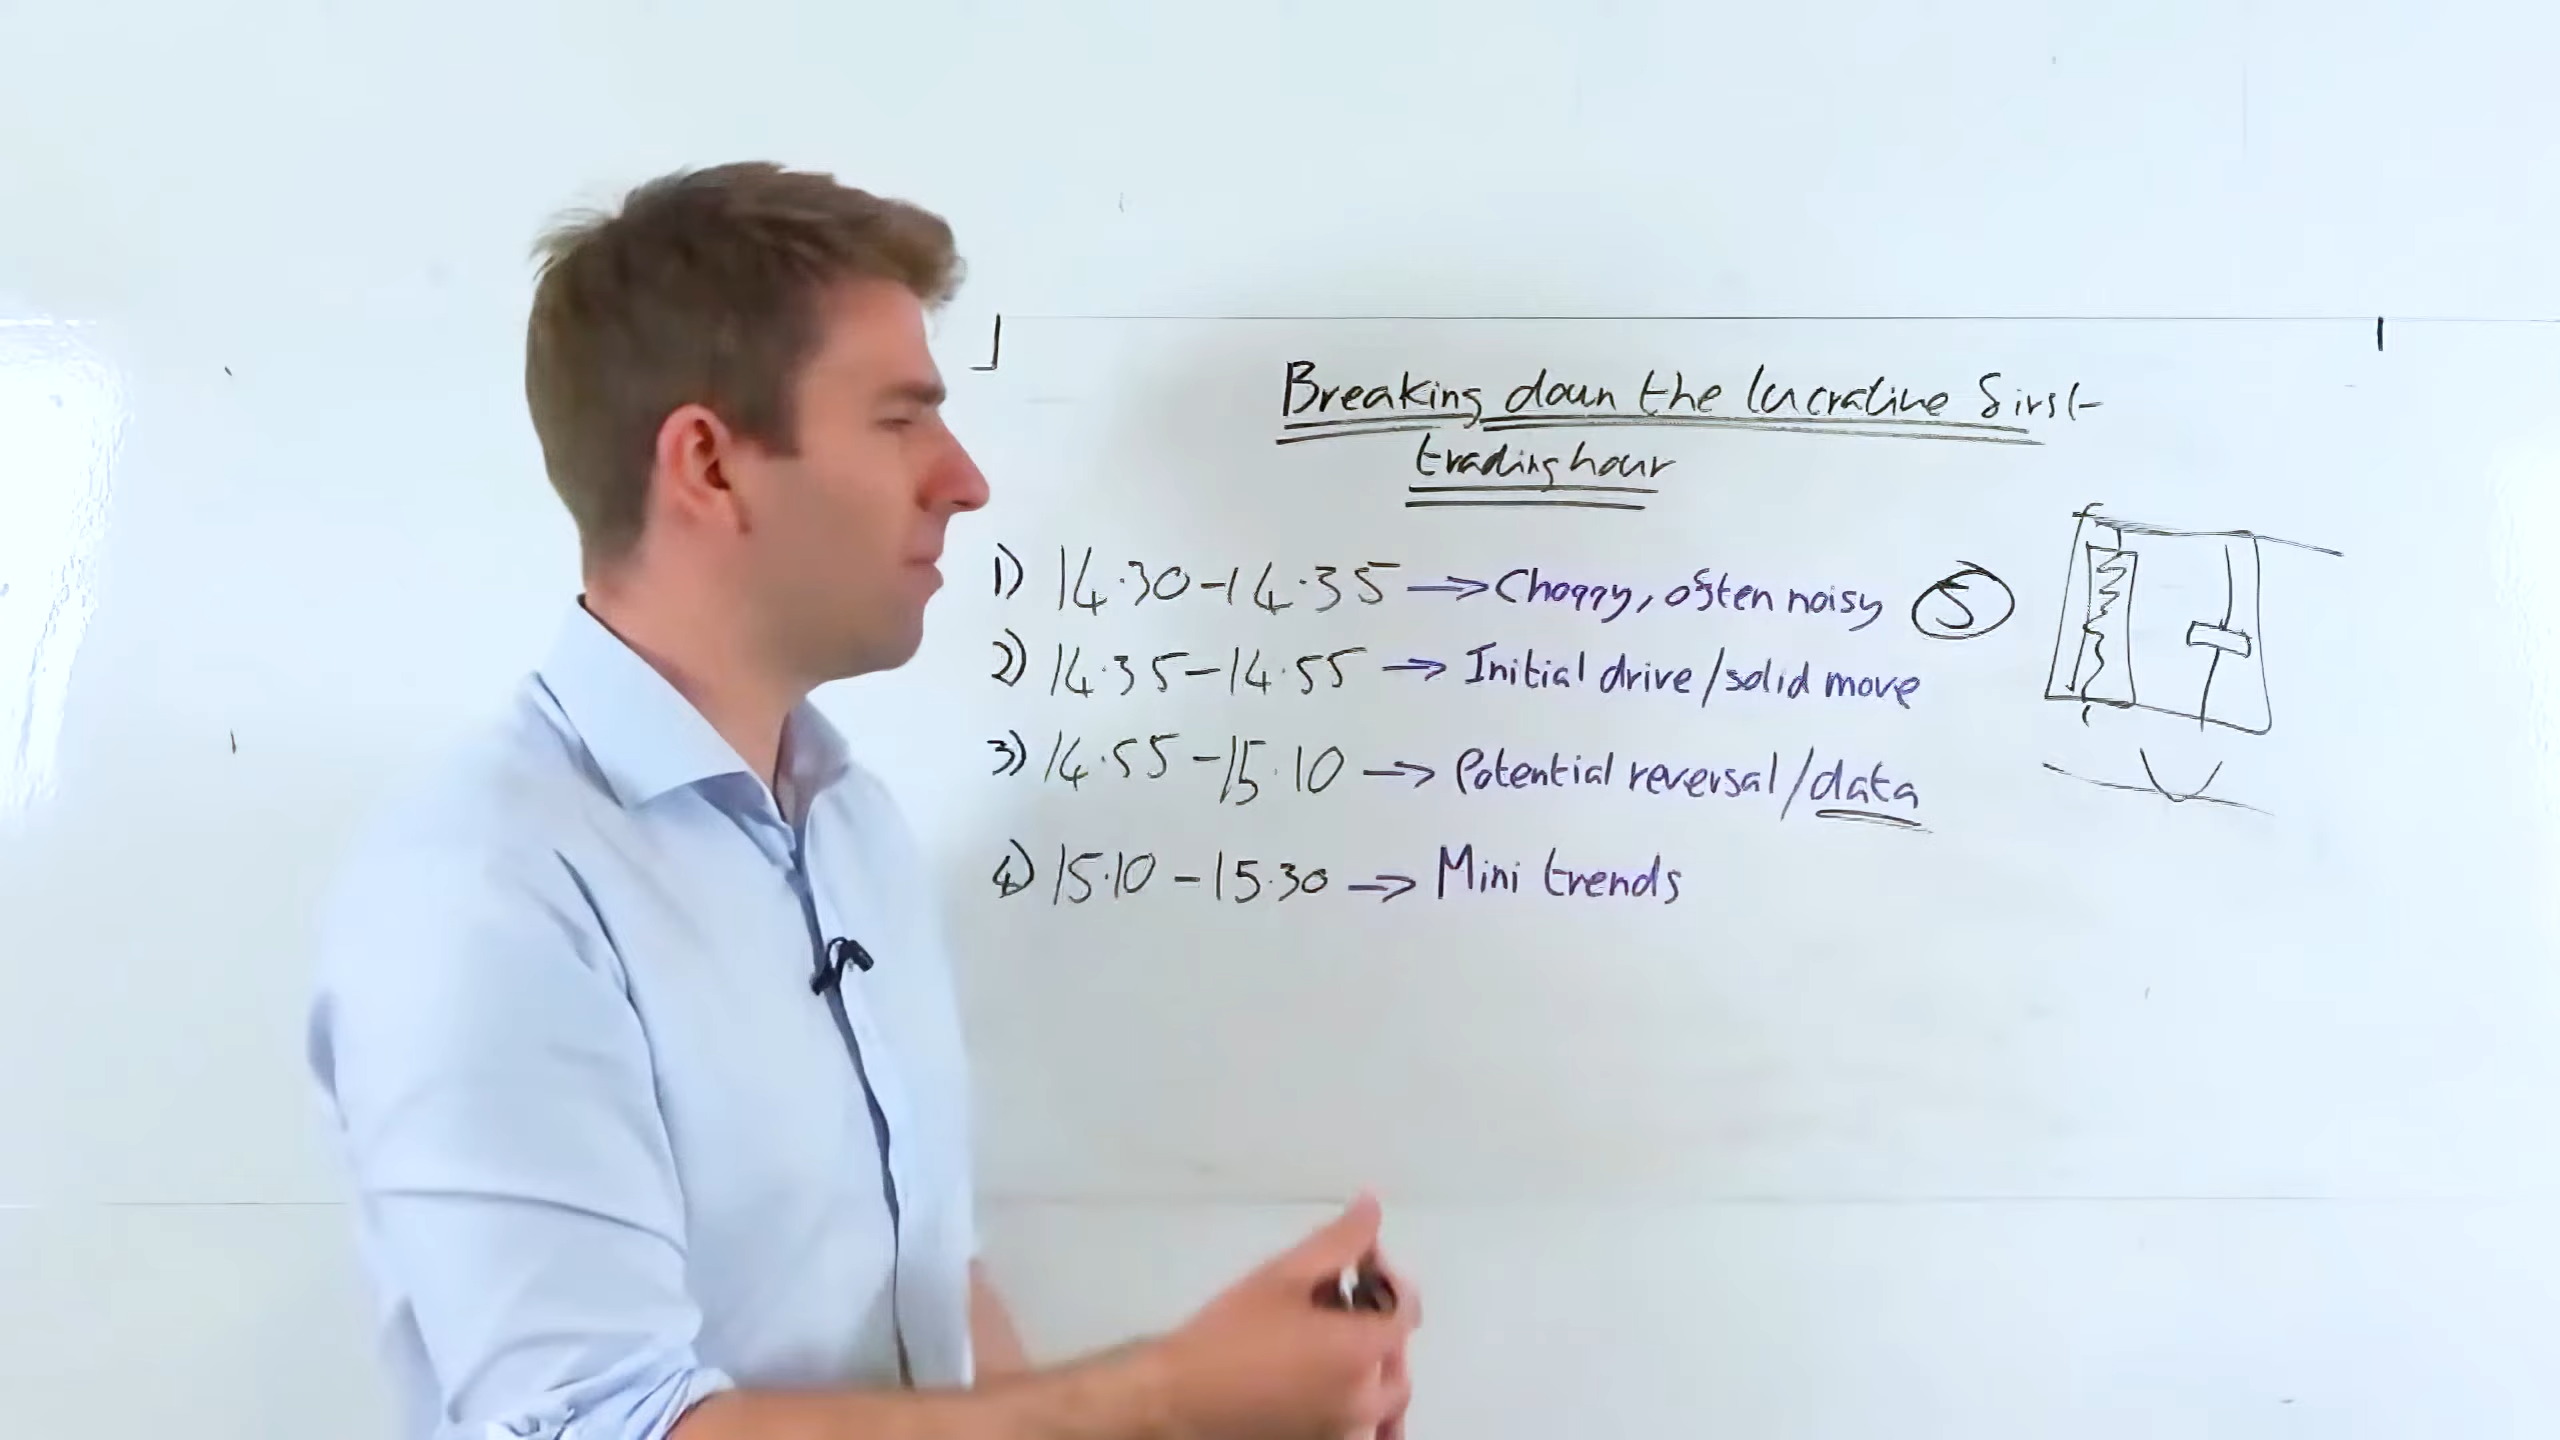 Breaking down the lucrative first
trading hour
1) 14.30-14.35 → Choppy, often noisy 5
2) 14.35-14.55 → Initial drive/solid move
3) 14.55-15.10 → Potential reversal/data
4) 15.10-15.30 → Mini trends